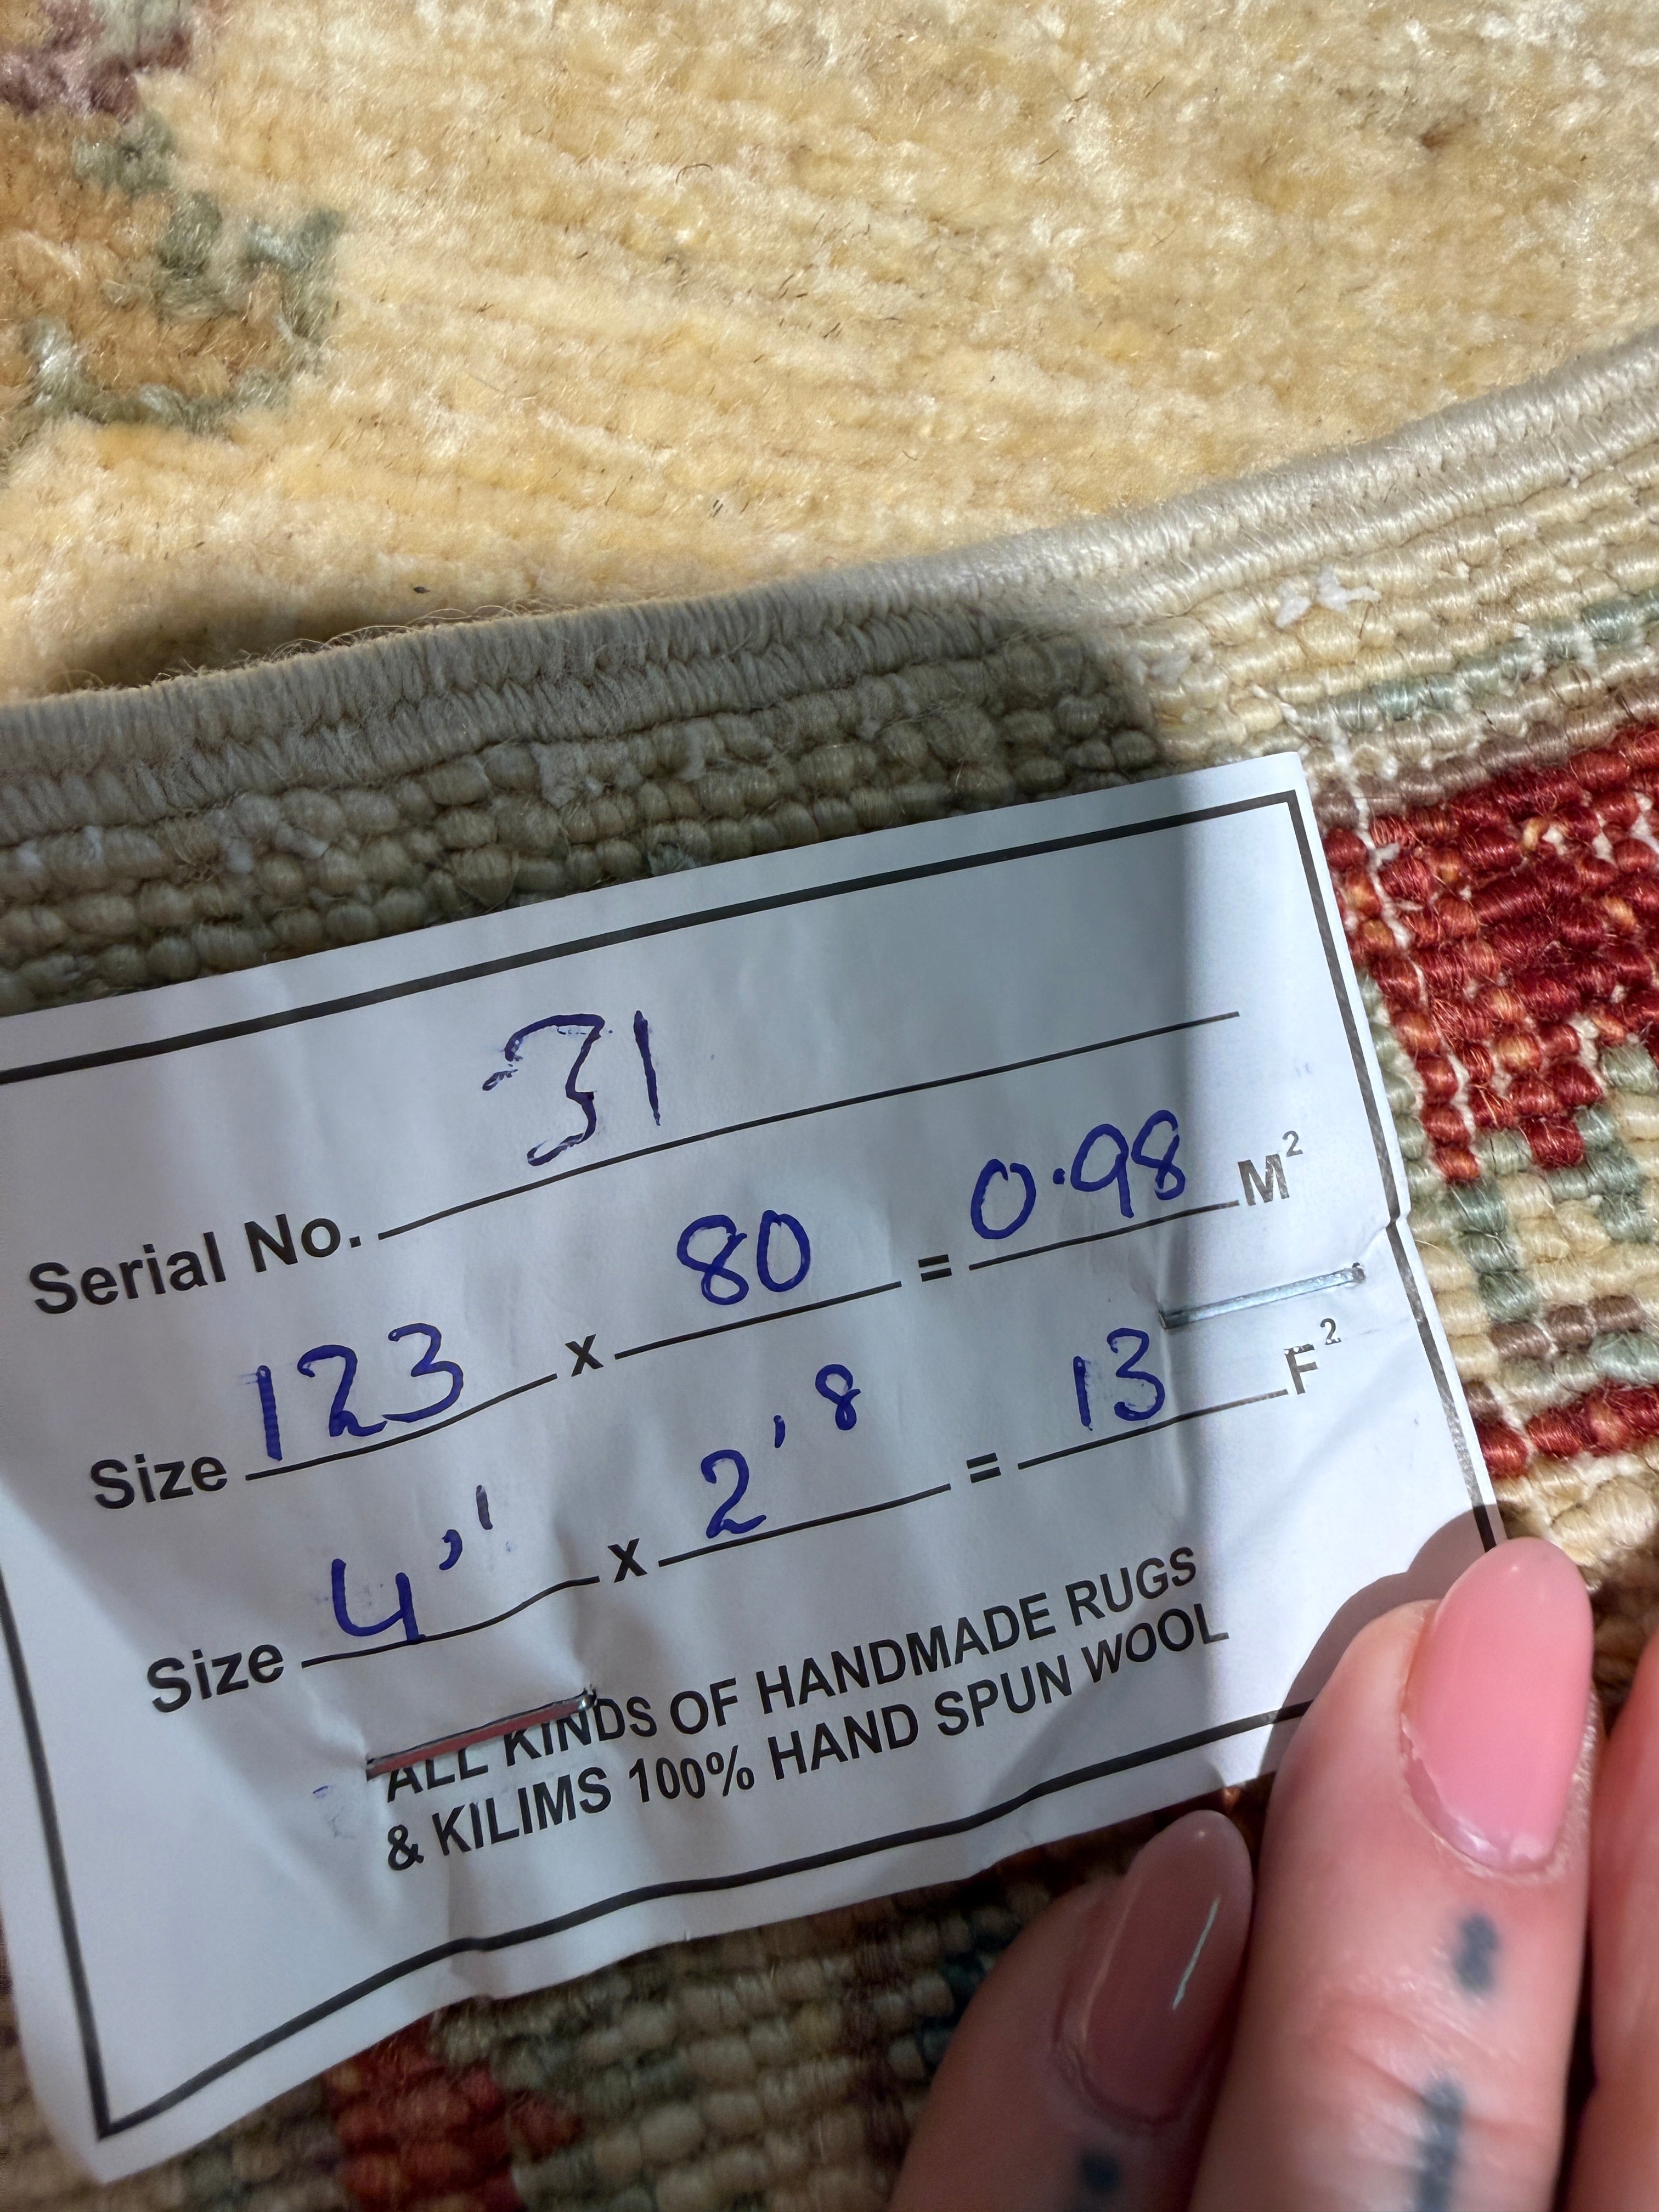 Serial No. 31
Size 123 x 80 = 0.98 M²
Size 4,' x 2'8 = 13 F²
ALL KINDS OF HANDMADE RUGS
& KILIMS 100% HAND SPUN WOOL